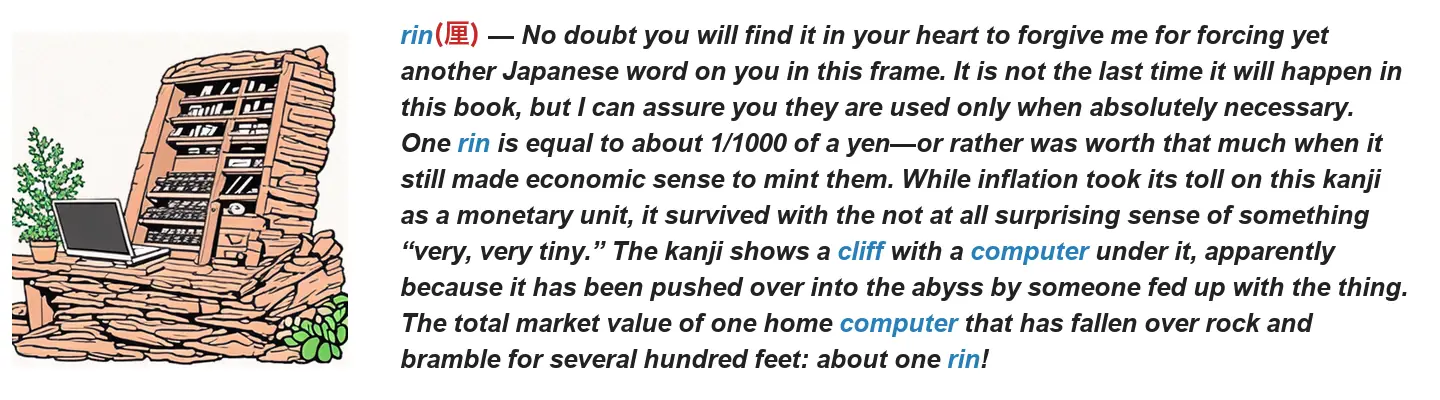 rin(厘) — No doubt you will find it in your heart to forgive me for forcing yet
another Japanese word on you in this frame. It is not the last time it will happen in
this book, but I can assure you they are used only when absolutely necessary.
One rin is equal to about 1/1000 of a yen—or rather was worth that much when it
still made economic sense to mint them. While inflation took its toll on this kanji
as a monetary unit, it survived with the not at all surprising sense of something
“very, very tiny.” The kanji shows a cliff with a computer under it, apparently
because it has been pushed over into the abyss by someone fed up with the thing.
The total market value of one home computer that has fallen over rock and
bramble for several hundred feet: about one rin!